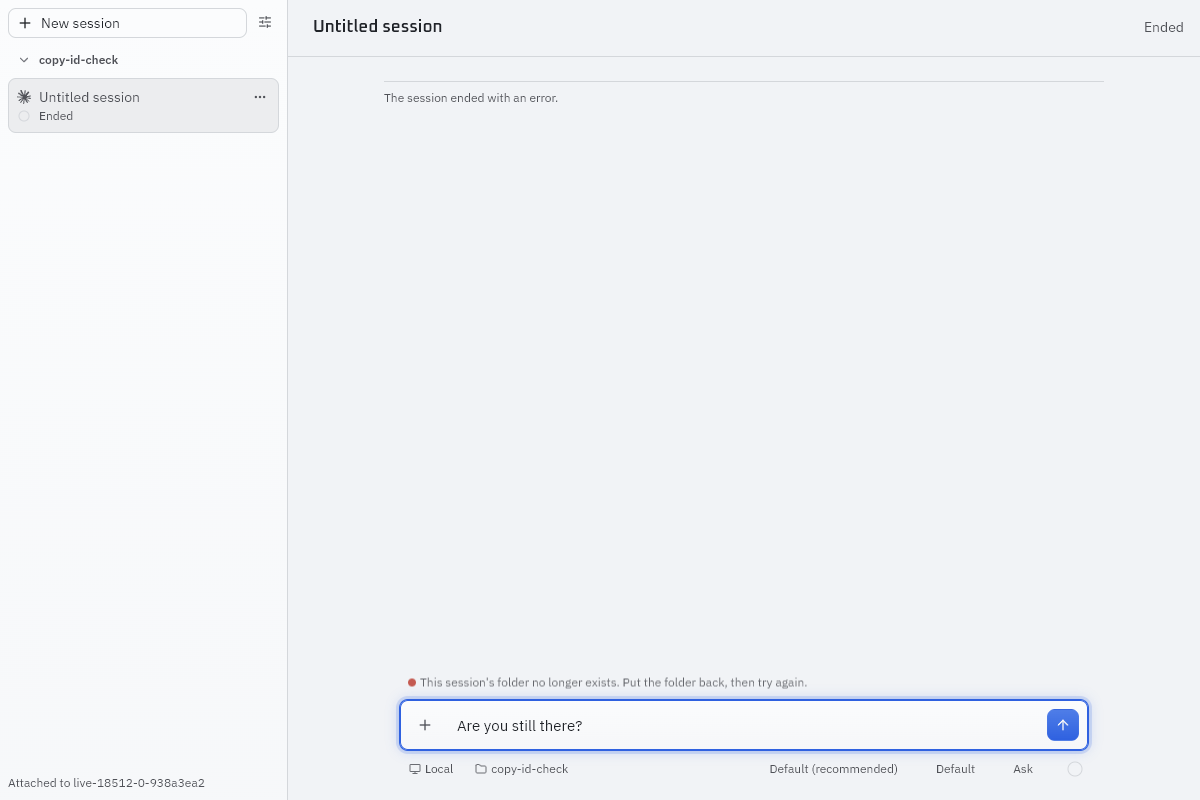 New session
copy-id-check
Untitled session
Ended
Attached to live-18512-0-938a3ea2
Untitled session
Ended
The session ended with an error.
This session's folder no longer exists. Put the folder back, then try again.
Are you still there?
Local copy-id-check Default (recommended) Default Ask